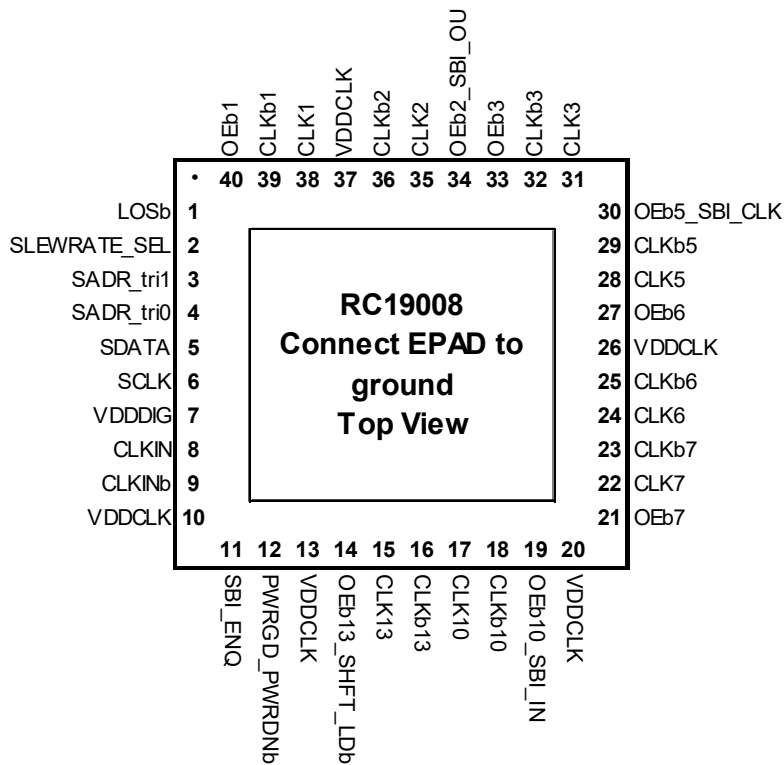 OEb1
CLKb1
CLK1
VDDCLK
CLKb2
CLK2
OEb2_SBI_OU
OEb3
CLKb3
CLK3
40 39 38 37 36 35 34 33 32 31
LOSb 1
SLEWRATE_SEL 2
SADR_tri1 3
SADR_tri0 4
SDATA 5
SCLK 6
VDDDIG 7
CLKIN 8
CLKINb 9
VDDCLK 10
RC19008
Connect EPAD to
ground
Top View
30 OEb5_SBI_CLK
29 CLKb5
28 CLK5
27 OEb6
26 VDDCLK
25 CLKb6
24 CLK6
23 CLKb7
22 CLK7
21 OEb7
11 12 13 14 15 16 17 18 19 20
SBI_ENQ
PWRGD_PWRDNb
VDDCLK
OEb13_SHFT_LDb
CLK13
CLKb13
CLK10
CLKb10
OEb10_SBI_IN
VDDCLK